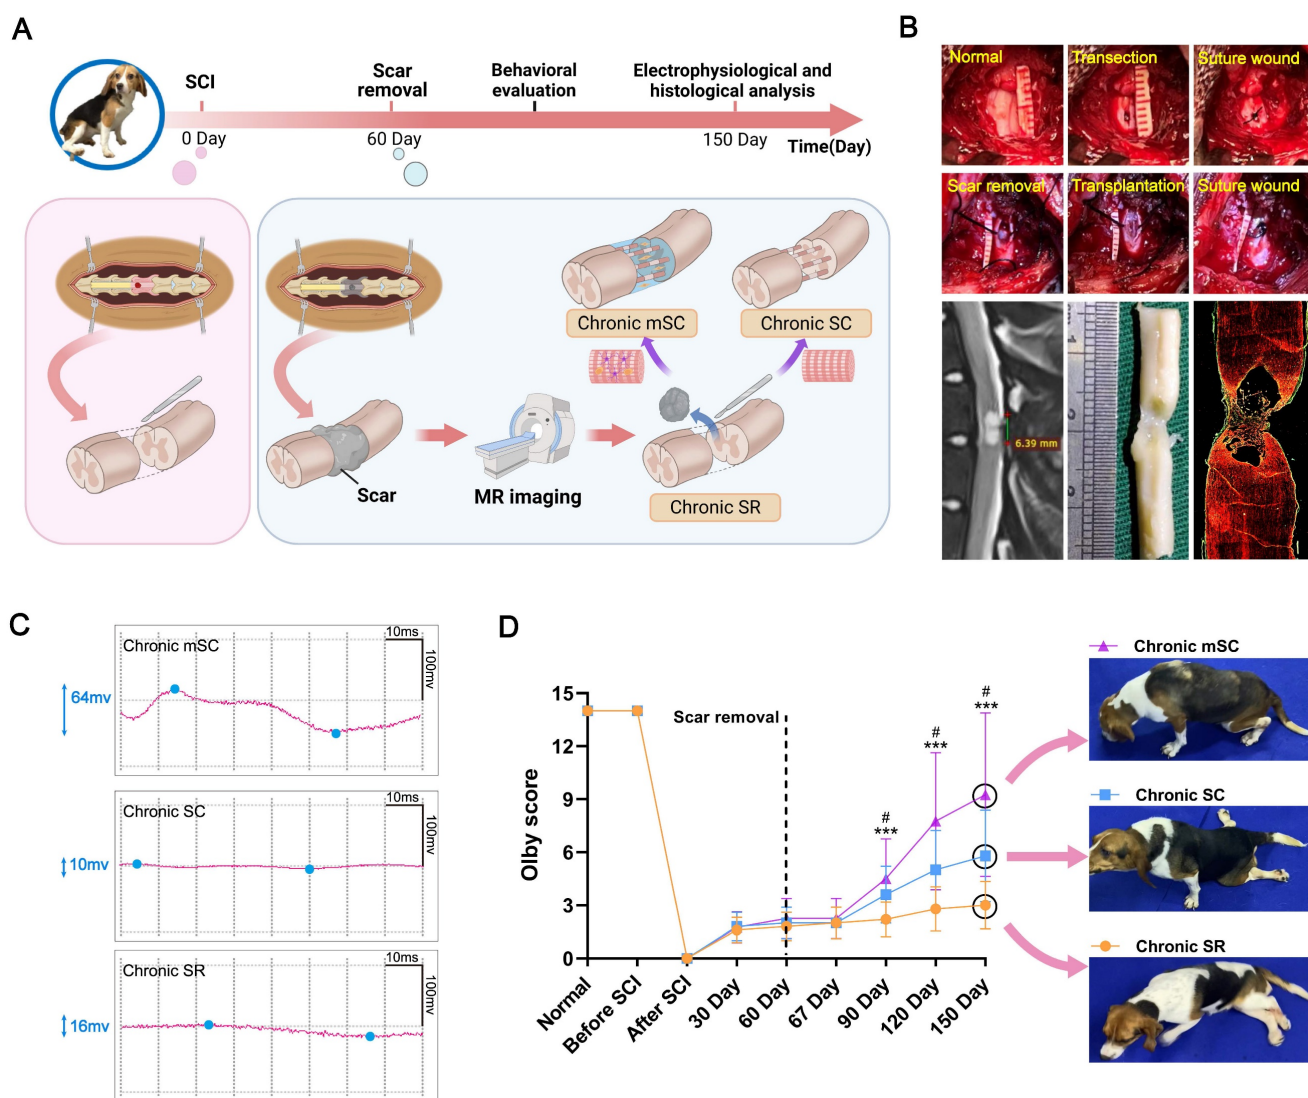 A
SCI
Scar
removal
Behavioral
evaluation
Electrophysiological and
histological analysis
0 Day
60 Day
150 Day
Time(Day)
Chronic mSC
Chronic SC
Scar
MR imaging
Chronic SR
B
Normal
Transection
Suture wound
Scar removal
Transplantation
Suture wound
6.39 mm
C
Chronic mSC
10ms
100mv
64mv
Chronic SC
10ms
100mv
10mv
Chronic SR
10ms
100mv
16mv
D
Olby score
15
12
9
6
3
0
Scar removal
#
***
#
***
#
***
Normal
Before SCI
After SCI
30 Day
60 Day
67 Day
90 Day
120 Day
150 Day
Chronic mSC
Chronic SC
Chronic SR